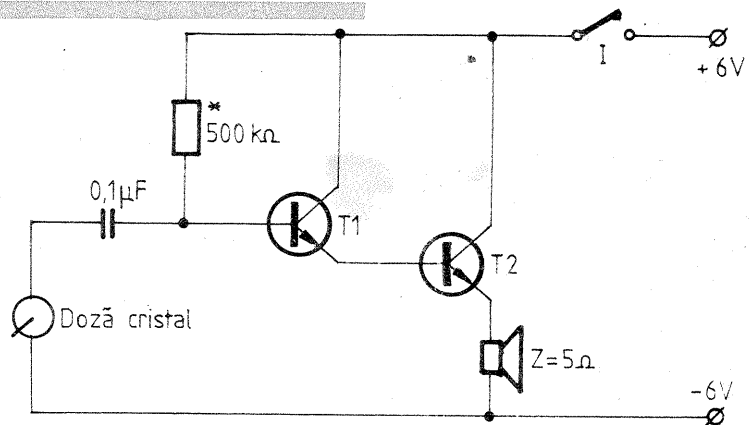 I
+ 6V
*
500 kΩ
0,1µF
T1
T2
Doză cristal
Z=5Ω
-6V